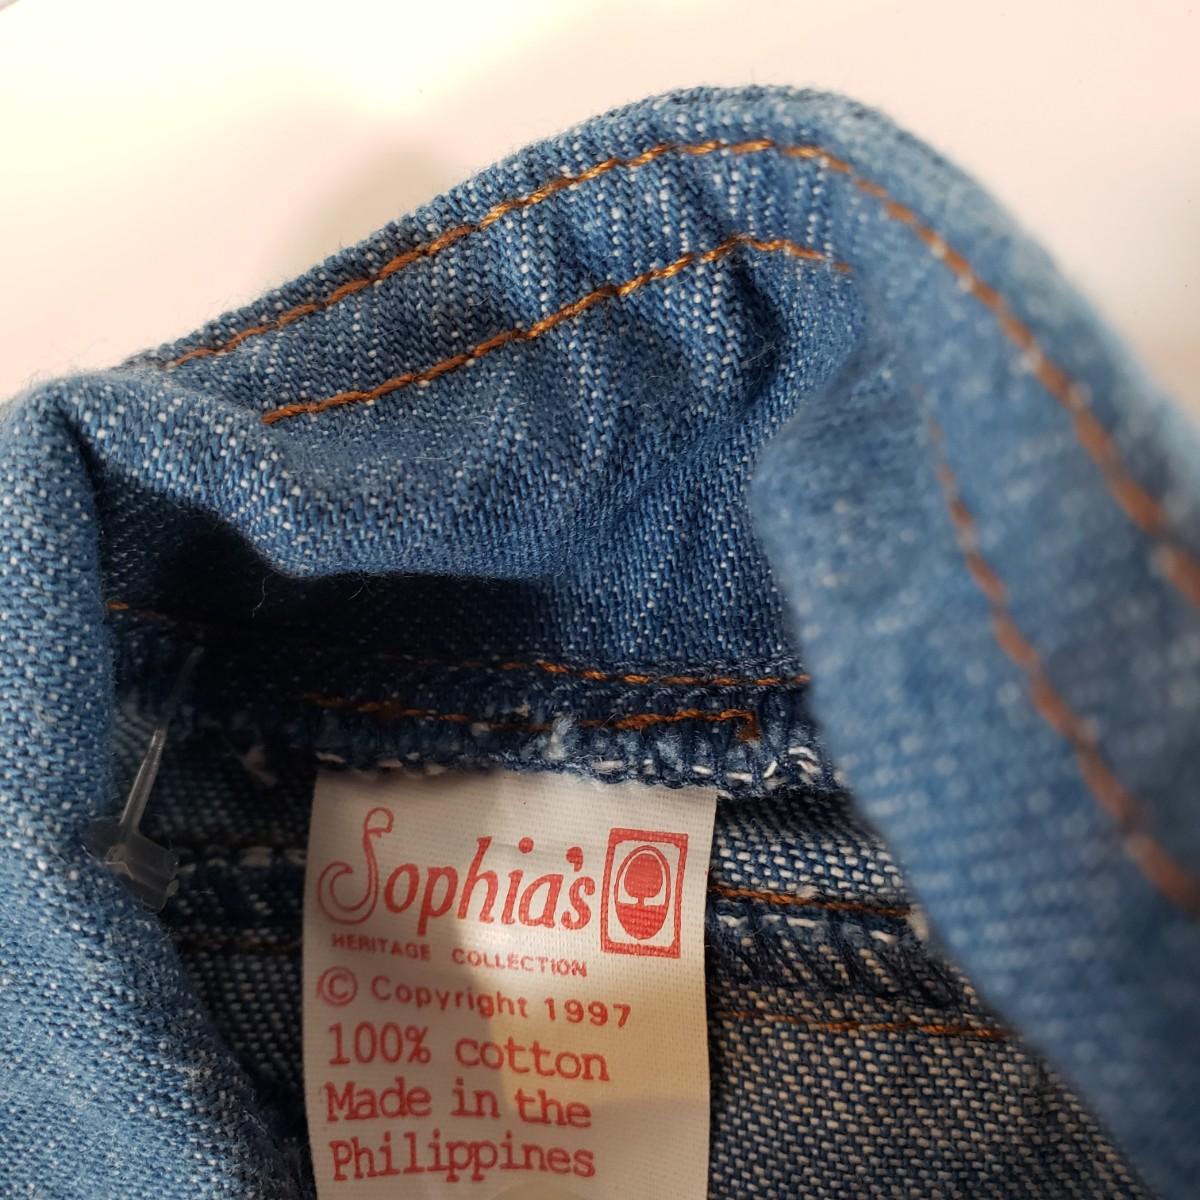 Sophia's
HERITAGE COLLECTION
© Copyright 1997
100% cotton
Made in the
Philippines